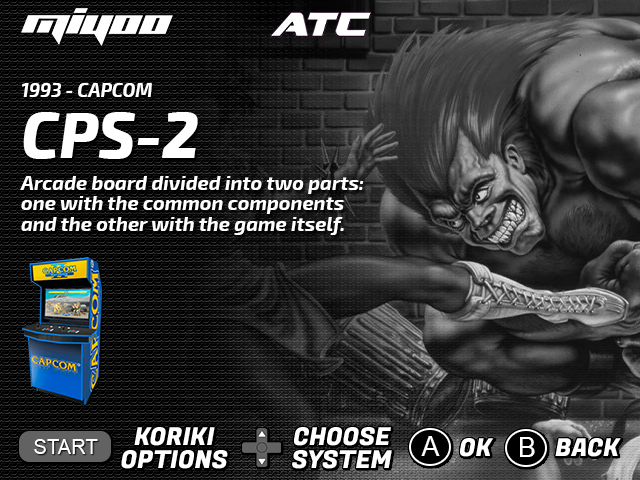 miyoo
ATC
1993 - CAPCOM
CPS-2
Arcade board divided into two parts:
one with the common components
and the other with the game itself.
CAPCOM
CAPCOM
CAPCOM
START
KORIKI
OPTIONS
CHOOSE
SYSTEM
A
OK
B
BACK